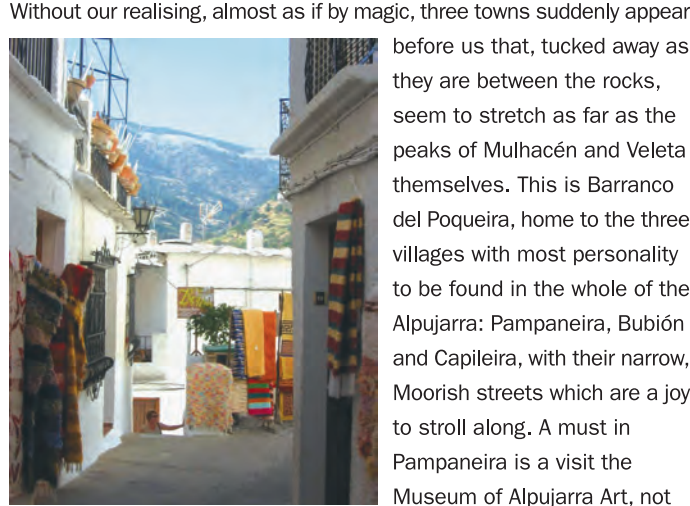 Without our realising, almost as if by magic, three towns suddenly appear
before us that, tucked away as
they are between the rocks,
seem to stretch as far as the
peaks of Mulhacén and Veleta
themselves. This is Barranco
del Poqueira, home to the three
villages with most personality
to be found in the whole of the
Alpujarra: Pampaneira, Bubión
and Capileira, with their narrow,
Moorish streets which are a joy
to stroll along. A must in
Pampaneira is a visit the
Museum of Alpujarra Art, not